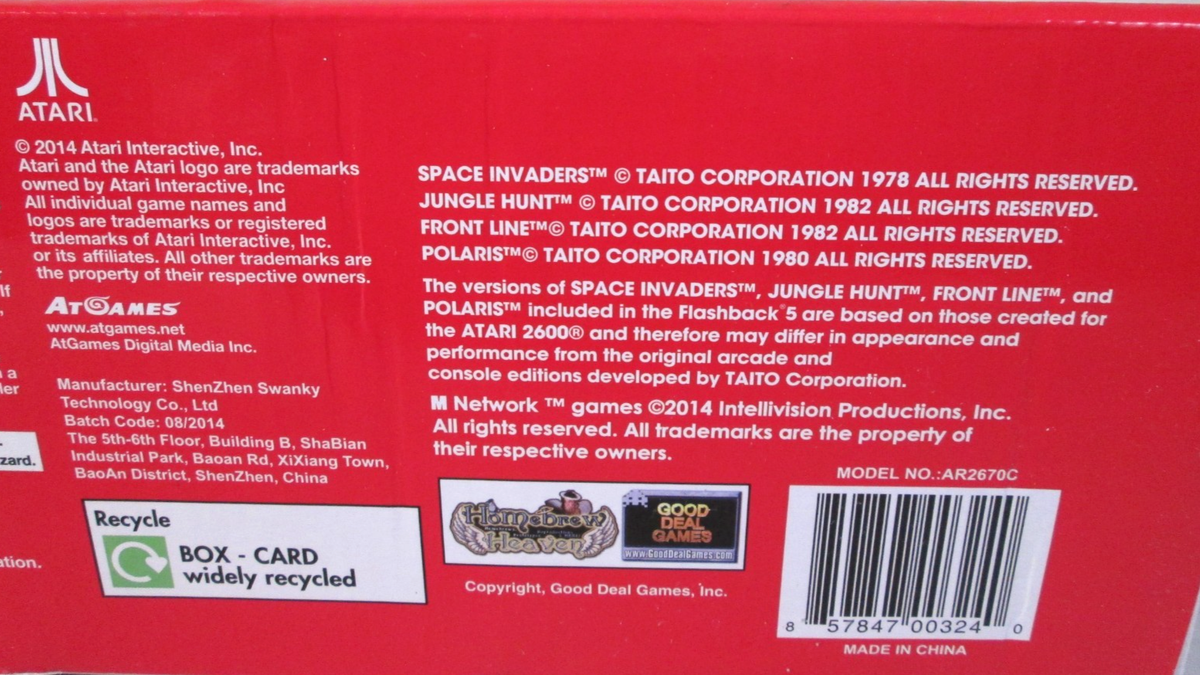 ATARI
© 2014 Atari Interactive, Inc.
Atari and the Atari logo are trademarks
owned by Atari Interactive, Inc
All individual game names and
logos are trademarks or registered
trademarks of Atari Interactive, Inc.
or its affiliates. All other trademarks are
the property of their respective owners.
ATGAMES
www.atgames.net
AtGames Digital Media Inc.
Manufacturer: ShenZhen Swanky
Technology Co., Ltd
Batch Code: 08/2014
The 5th-6th Floor, Building B, ShaBian
Industrial Park, Baoan Rd, XiXiang Town,
BaoAn District, ShenZhen, China
Recycle
BOX - CARD
widely recycled
SPACE INVADERS™ © TAITO CORPORATION 1978 ALL RIGHTS RESERVED.
JUNGLE HUNT™ © TAITO CORPORATION 1982 ALL RIGHTS RESERVED.
FRONT LINE™© TAITO CORPORATION 1982 ALL RIGHTS RESERVED.
POLARIS™© TAITO CORPORATION 1980 ALL RIGHTS RESERVED.
The versions of SPACE INVADERS™, JUNGLE HUNT™, FRONT LINE™, and
POLARIS™ included in the Flashback®5 are based on those created for
the ATARI 2600® and therefore may differ in appearance and
performance from the original arcade and
console editions developed by TAITO Corporation.
M Network ™ games ©2014 Intellivision Productions, Inc.
All rights reserved. All trademarks are the property of
their respective owners.
Homebrew
Heaven
GOOD
DEAL
GAMES
www.GoodDealGames.com
Copyright, Good Deal Games, Inc.
MODEL NO.:AR2670C
8 57847 00324 0
MADE IN CHINA